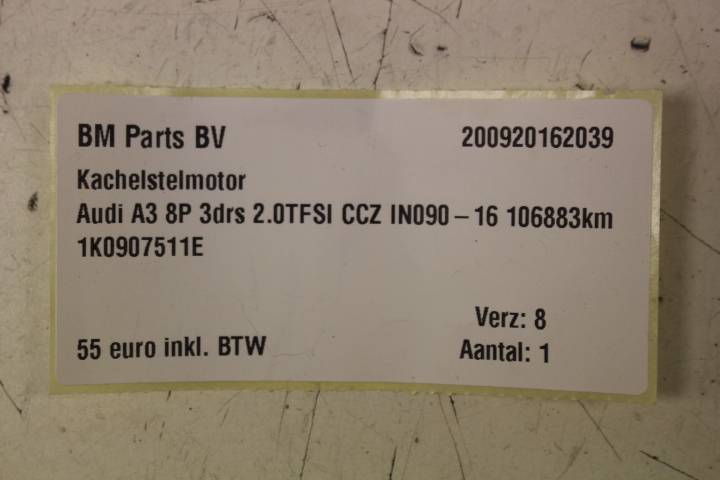 BM Parts BV 200920162039
Kachelstelmotor
Audi A3 8P 3drs 2.0TFSI CCZ IN090 – 16 106883km
1K0907511E
Verz: 8
55 euro inkl. BTW Aantal: 1